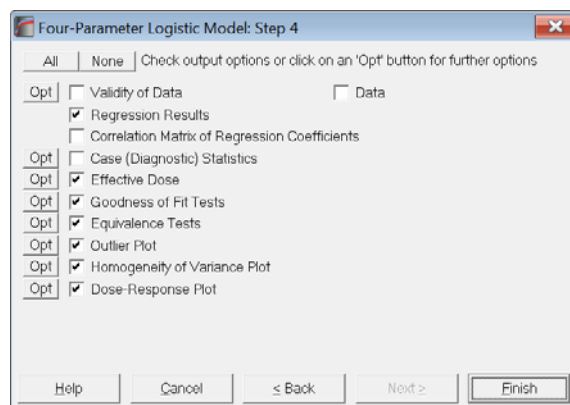 Four-Parameter Logistic Model: Step 4
All None Check output options or click on an 'Opt' button for further options
Opt Validity of Data Data
Regression Results
Correlation Matrix of Regression Coefficients
Opt Case (Diagnostic) Statistics
Opt Effective Dose
Opt Goodness of Fit Tests
Opt Equivalence Tests
Opt Outlier Plot
Opt Homogeneity of Variance Plot
Opt Dose-Response Plot
Help Cancel < Back Next > Finish